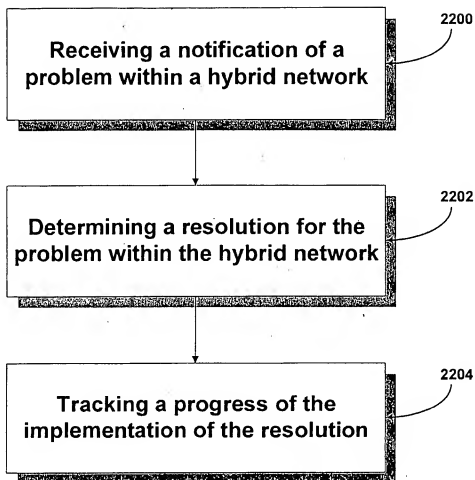 2200
Receiving a notification of a
problem within a hybrid network
2202
Determining a resolution for the
problem within the hybrid network
2204
Tracking a progress of the
implementation of the resolution